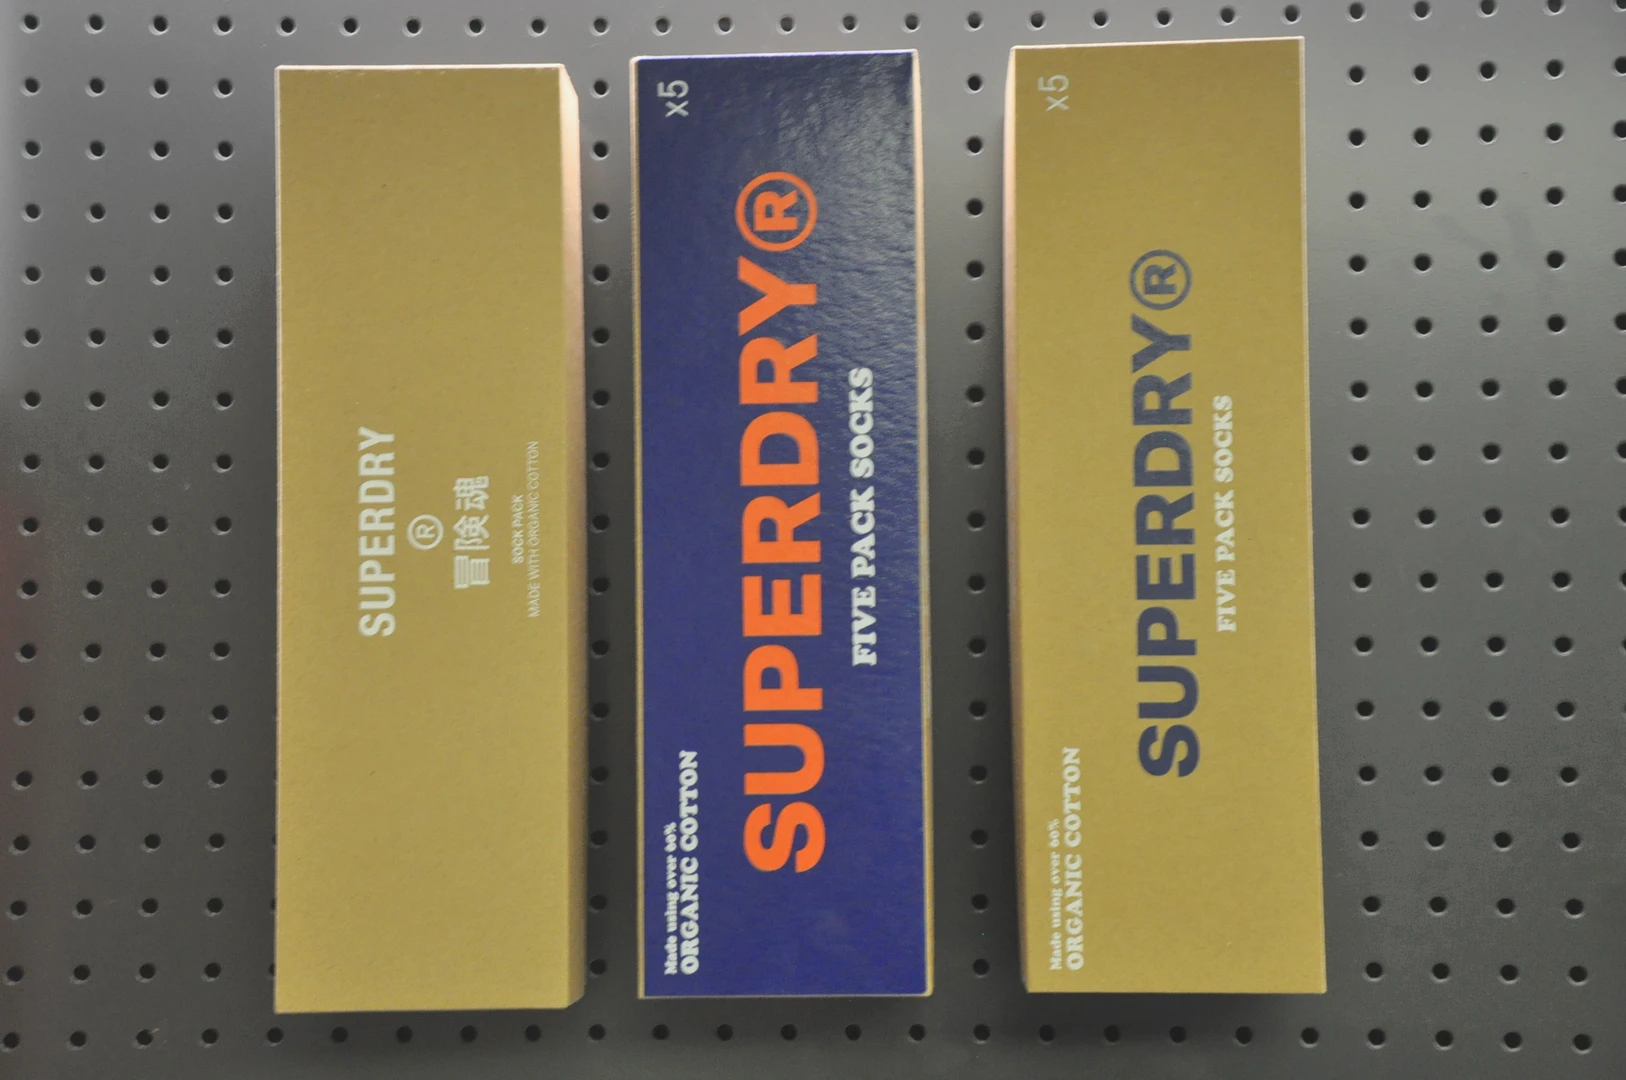 SUPERDRY
®
冒険魂
SOCK PACK
MADE WITH ORGANIC COTTON
x5
Made using over 60%
ORGANIC COTTON
SUPERDRY®
FIVE PACK SOCKS
x5
Made using over 60%
ORGANIC COTTON
SUPERDRY®
FIVE PACK SOCKS